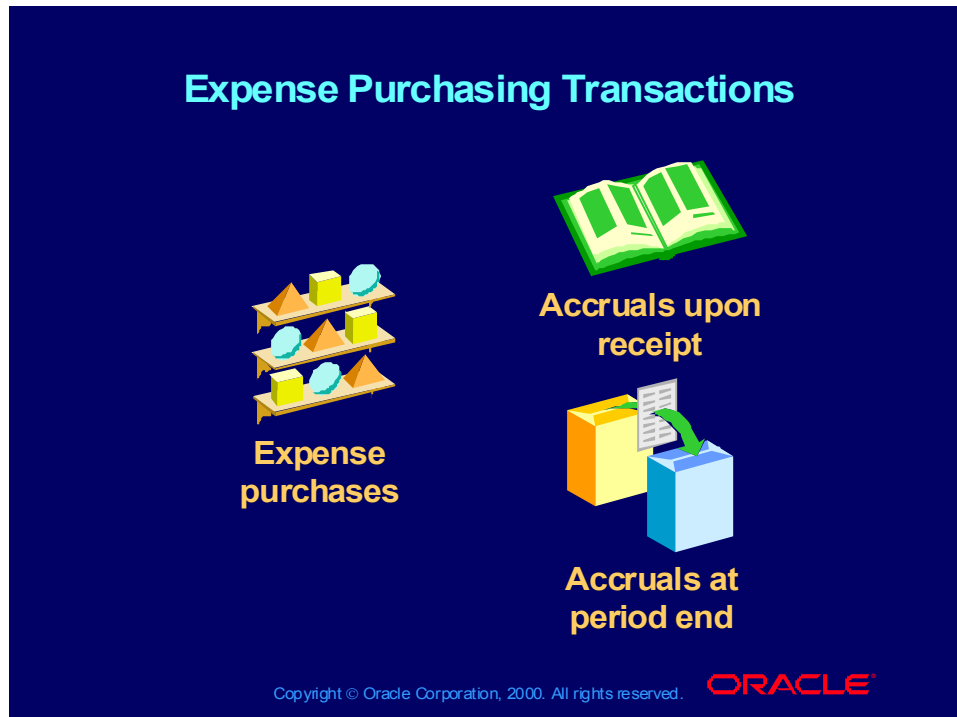 Expense Purchasing Transactions
Accruals upon
receipt
Expense
purchases
Accruals at
period end
Copyright © Oracle Corporation, 2000. All rights reserved.
ORACLE®